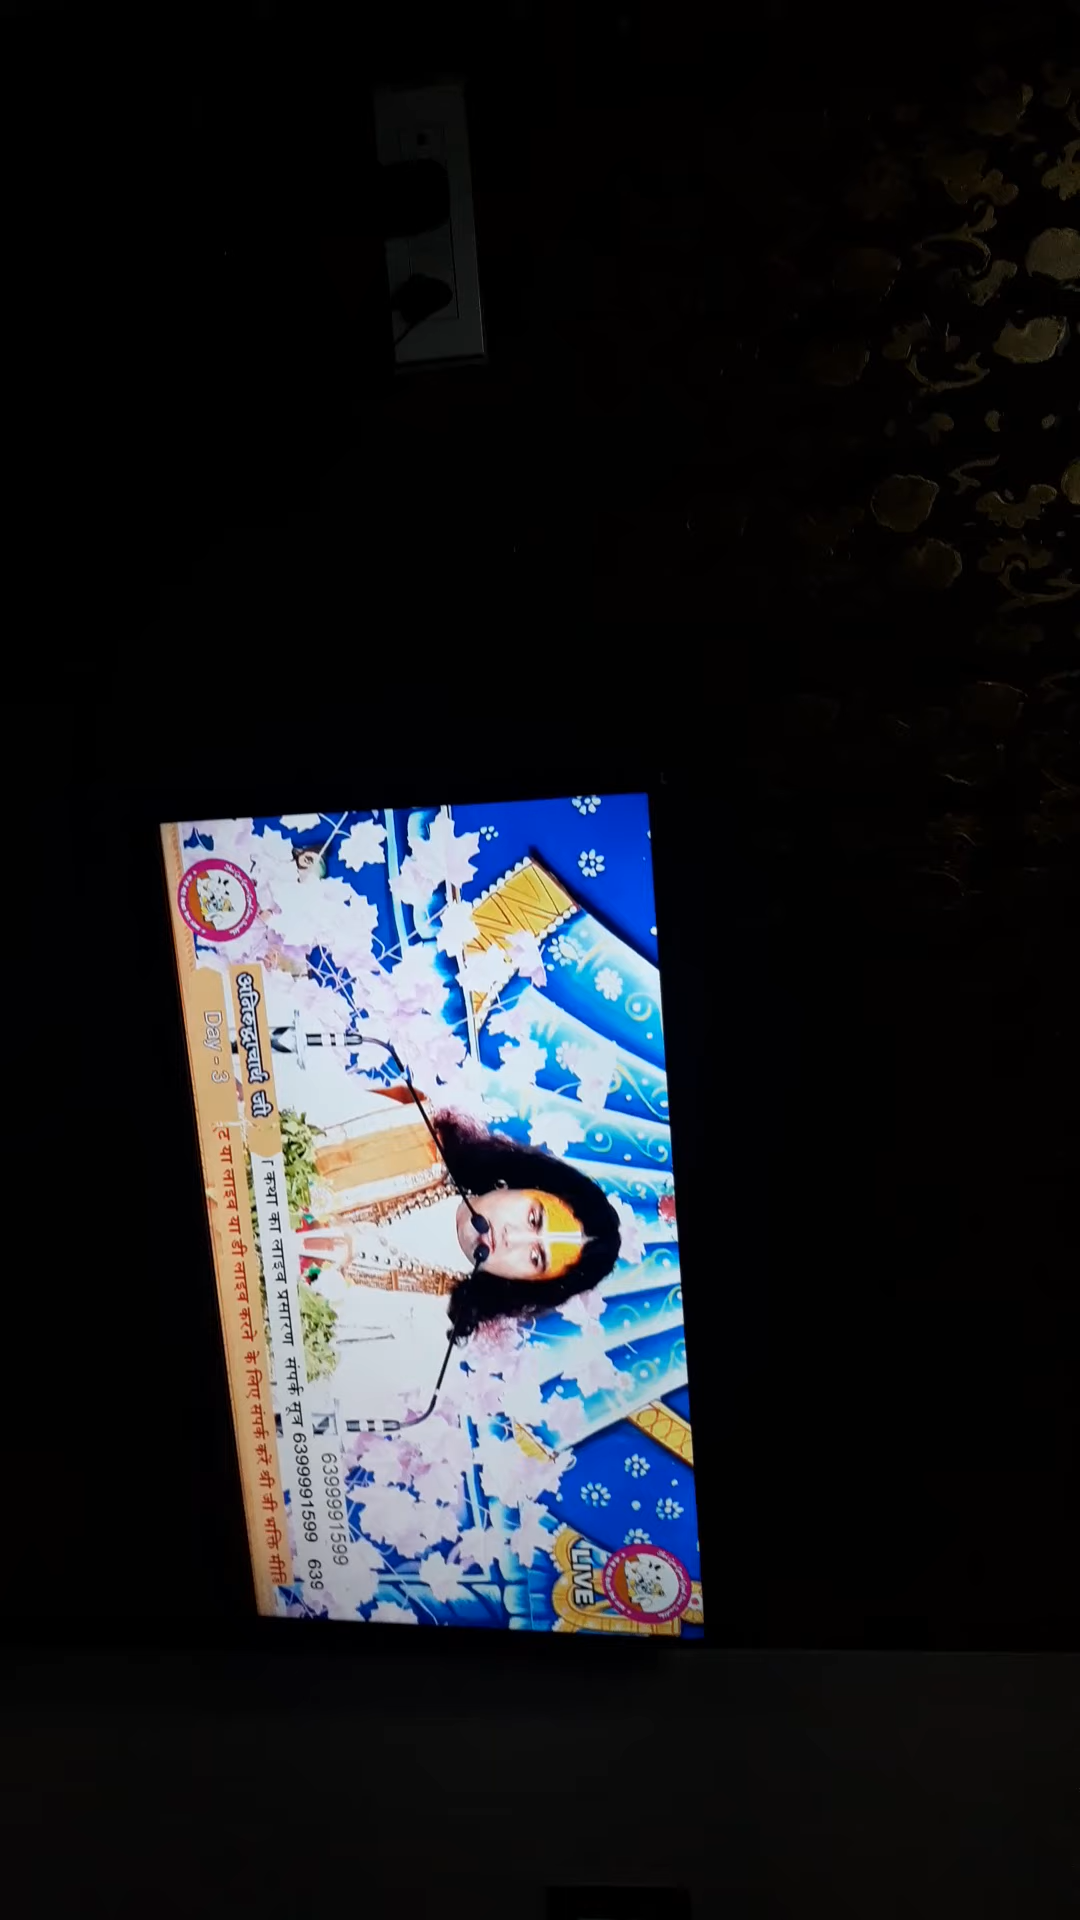 LIVE
6399991599
अनिरुद्धाचार्य जी
कथा का लाइव प्रसारण संपर्क सूत्र 6399991599 639
Day - 3
या लाइव या डी लाइव करने के लिए संपर्क करे श्री जी भक्ति